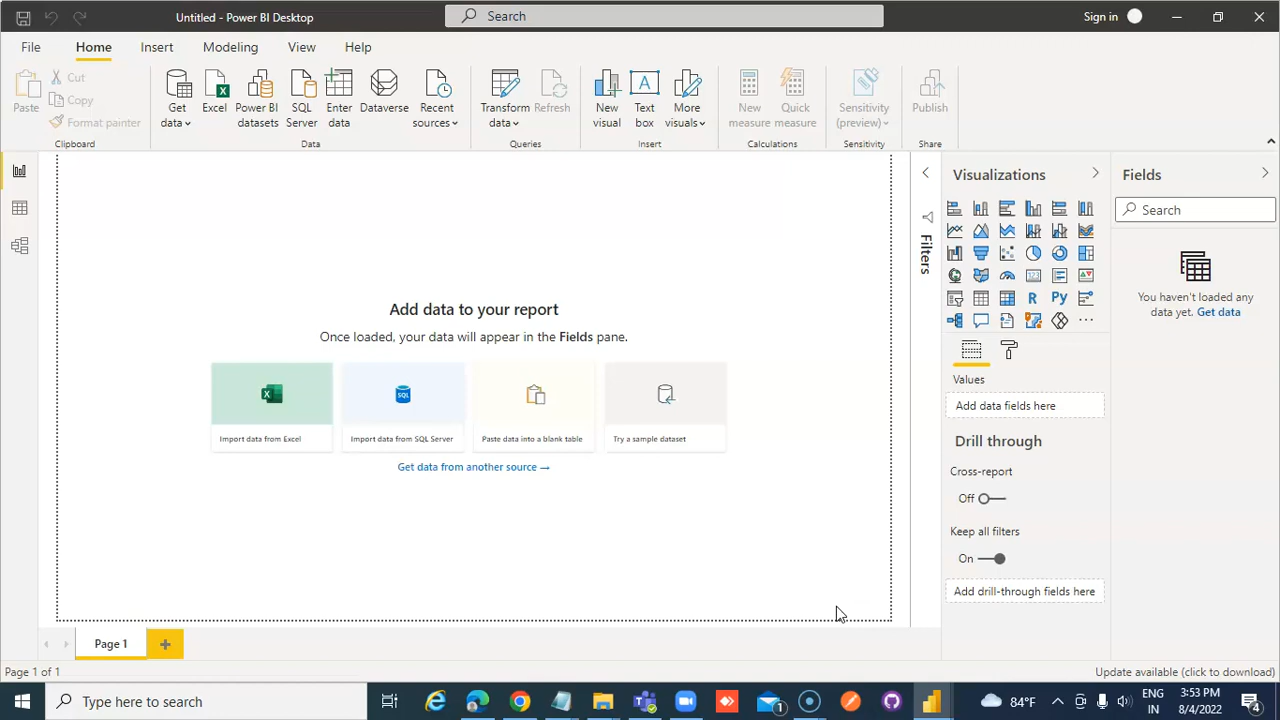 Untitled - Power BI Desktop
Search
Sign in
File Home Insert Modeling View Help
Paste
Cut
Copy
Format painter
Clipboard
Get data
Excel
Power BI datasets
SQL Server
Enter data
Dataverse
Recent sources
Data
Transform data
Refresh
Queries
New visual
Text box
More visuals
Insert
New measure
Quick measure
Calculations
Sensitivity (preview)
Sensitivity
Publish
Share
Add data to your report
Once loaded, your data will appear in the Fields pane.
Import data from Excel
SQL
Import data from SQL Server
Paste data into a blank table
Try a sample dataset
Get data from another source →
Filters
Visualizations
R
Py
Values
Add data fields here
Drill through
Cross-report
Off
Keep all filters
On
Add drill-through fields here
Fields
Search
You haven't loaded any
data yet. Get data
Page 1
Page 1 of 1
Update available (click to download)
Type here to search
1
84°F
ENG
IN
3:53 PM
8/4/2022
4